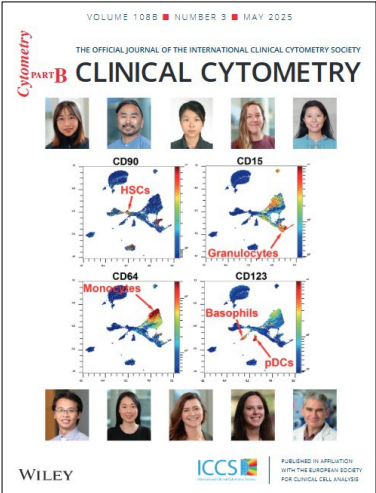 VOLUME 108B ■ NUMBER 3 ■ MAY 2025
THE OFFICIAL JOURNAL OF THE INTERNATIONAL CLINICAL CYTOMETRY SOCIETY
Cytometry PART B CLINICAL CYTOMETRY
CD90
CD15
HSCs
Granulocytes
CD64
CD123
Monocytes
Basophils
pDCs
WILEY
ICCS
PUBLISHED IN AFFILIATION
WITH THE EUROPEAN SOCIETY
FOR CLINICAL CELL ANALYSIS